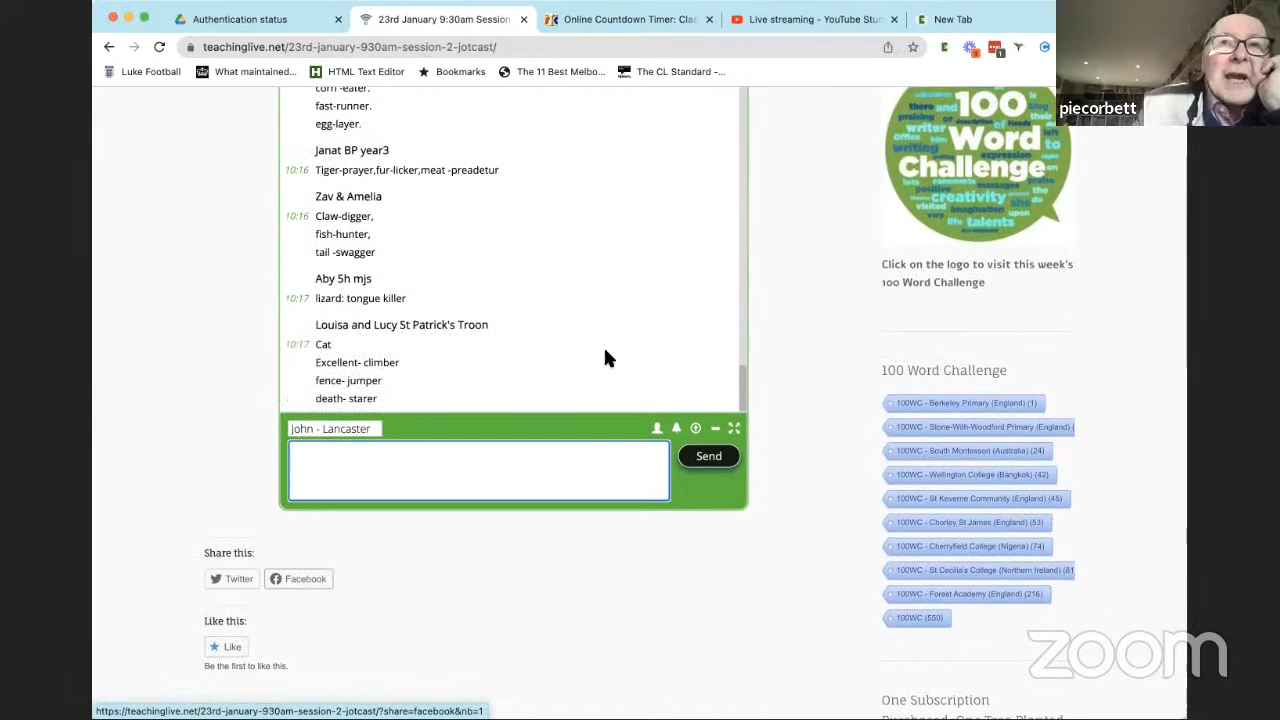 Authentication status
23rd January 9:30am Session
Online Countdown Timer: Clas
Live streaming - YouTube Stud
New Tab
teachinglive.net/23rd-january-930am-session-2-jotcast/
Luke Football
What maintained...
HTML Text Editor
Bookmarks
The 11 Best Melbo...
The CL Standard -...
piecorbett
corn -eater.
fast-runner.
egg-layer.
Janat BP year3
10:16 Tiger-prayer,fur-licker,meat -preadetur
Zav & Amelia
10:16 Claw-digger,
fish-hunter,
tail -swagger
Aby 5h mjs
10:17 lizard: tongue killer
Louisa and Lucy St Patrick's Troon
10:17 Cat
Excellent- climber
fence- jumper
death- starer
John - Lancaster
Send
Share this:
Twitter
Facebook
Like this:
Like
Be the first to like this.
https://teachinglive.net/23rd-january-930am-session-2-jotcast/?share=facebook&nb=1
100
Word
Challenge
writer
creativity
talents
Click on the logo to visit this week's
100 Word Challenge
100 Word Challenge
100WC - Berkeley Primary (England) (1)
100WC - Stone-With-Woodford Primary (England) (
100WC - South Montessori (Australia) (24)
100WC - Wellington College (Bangkok) (42)
100WC - St Keverne Community (England) (45)
100WC - Chorley St James (England) (53)
100WC - Cherryfield College (Nigeria) (74)
100WC - St Cecilia's College (Northern Ireland) (81
100WC - Forest Academy (England) (216)
100WC (550)
zoom
One Subscription
Purchased, One Tree Planted